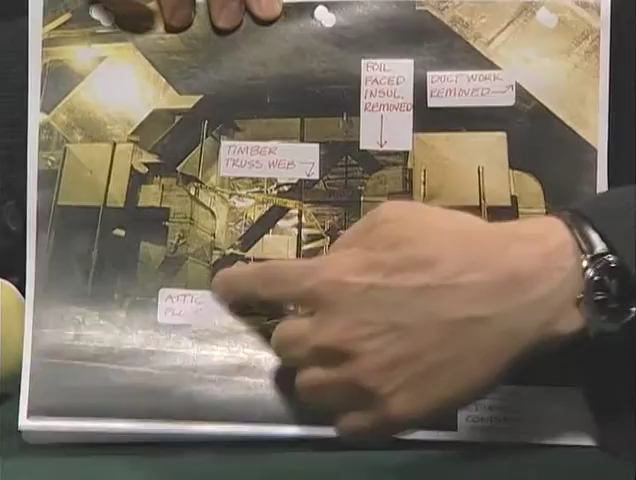 FOIL
FACED
INSUL.
REMOVED
DUCT WORK
REMOVED
TIMBER
TRUSS WEB
ATTIC